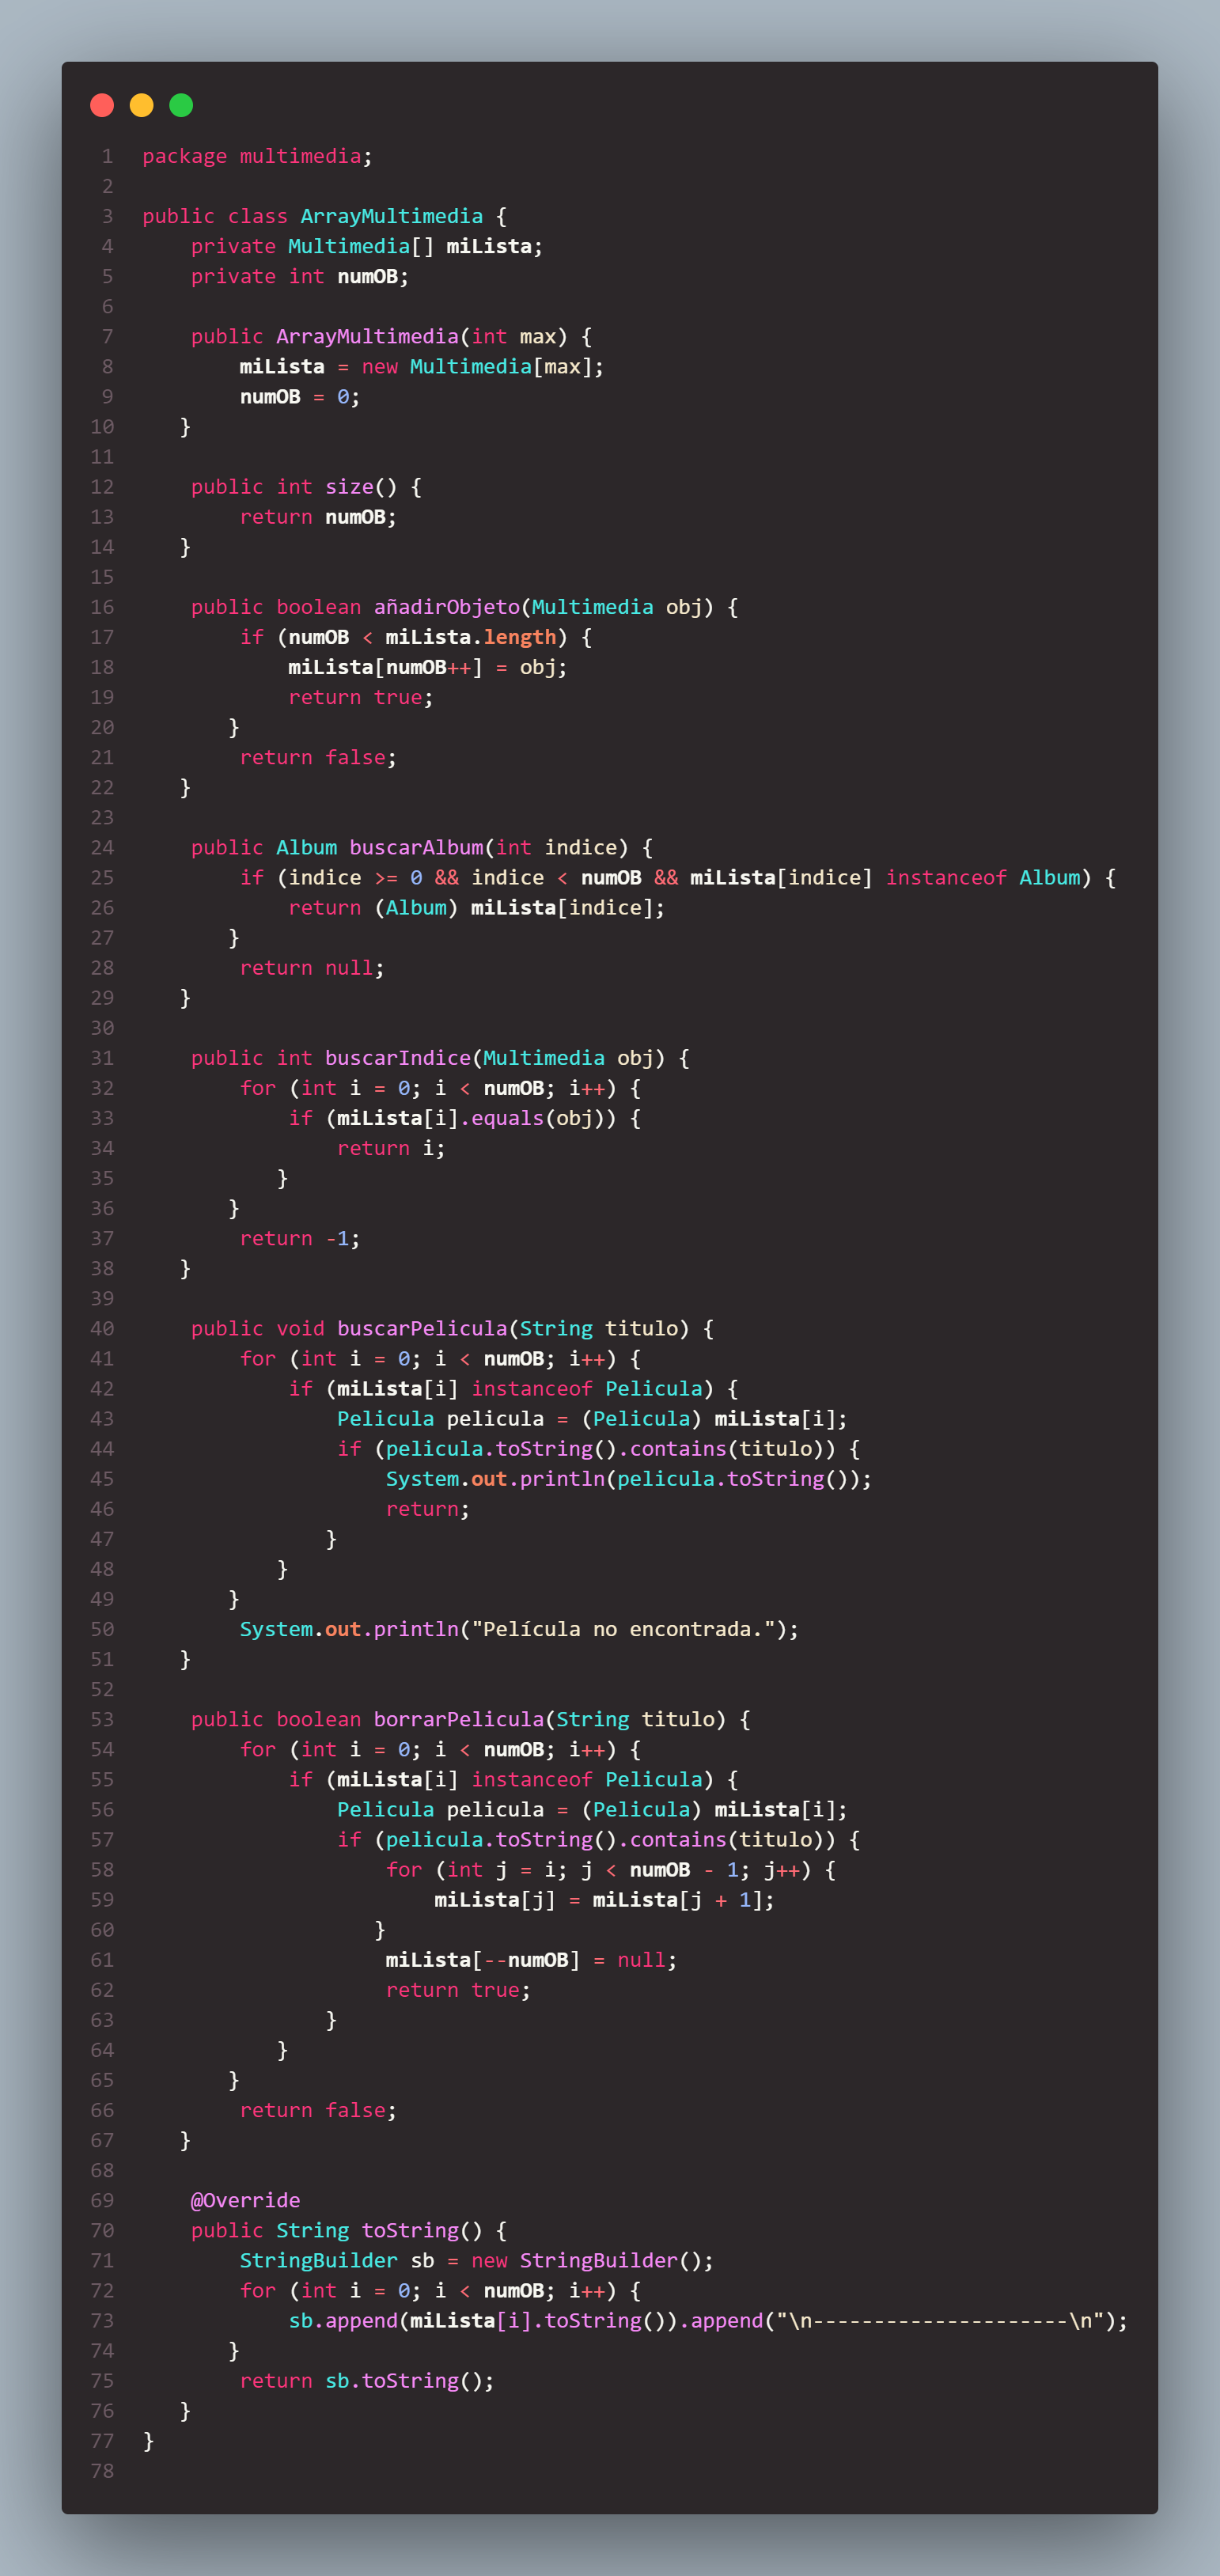 1 package multimedia;
2
3 public class ArrayMultimedia {
4     private Multimedia[] miLista;
5     private int numOB;
6
7     public ArrayMultimedia(int max) {
8         miLista = new Multimedia[max];
9         numOB = 0;
10    }
11
12     public int size() {
13         return numOB;
14    }
15
16     public boolean añadirObjeto(Multimedia obj) {
17         if (numOB < miLista.length) {
18             miLista[numOB++] = obj;
19             return true;
20        }
21         return false;
22    }
23
24     public Album buscarAlbum(int indice) {
25         if (indice >= 0 && indice < numOB && miLista[indice] instanceof Album) {
26             return (Album) miLista[indice];
27        }
28         return null;
29    }
30
31     public int buscarIndice(Multimedia obj) {
32         for (int i = 0; i < numOB; i++) {
33             if (miLista[i].equals(obj)) {
34                 return i;
35            }
36        }
37         return -1;
38    }
39
40     public void buscarPelicula(String titulo) {
41         for (int i = 0; i < numOB; i++) {
42             if (miLista[i] instanceof Pelicula) {
43                 Pelicula pelicula = (Pelicula) miLista[i];
44                 if (pelicula.toString().contains(titulo)) {
45                     System.out.println(pelicula.toString());
46                     return;
47                }
48            }
49        }
50         System.out.println("Película no encontrada.");
51    }
52
53     public boolean borrarPelicula(String titulo) {
54         for (int i = 0; i < numOB; i++) {
55             if (miLista[i] instanceof Pelicula) {
56                 Pelicula pelicula = (Pelicula) miLista[i];
57                 if (pelicula.toString().contains(titulo)) {
58                     for (int j = i; j < numOB - 1; j++) {
59                         miLista[j] = miLista[j + 1];
60                    }
61                     miLista[--numOB] = null;
62                     return true;
63                }
64            }
65        }
66         return false;
67    }
68
69     @Override
70     public String toString() {
71         StringBuilder sb = new StringBuilder();
72         for (int i = 0; i < numOB; i++) {
73             sb.append(miLista[i].toString()).append("\n---------------------\n");
74        }
75         return sb.toString();
76    }
77 }
78